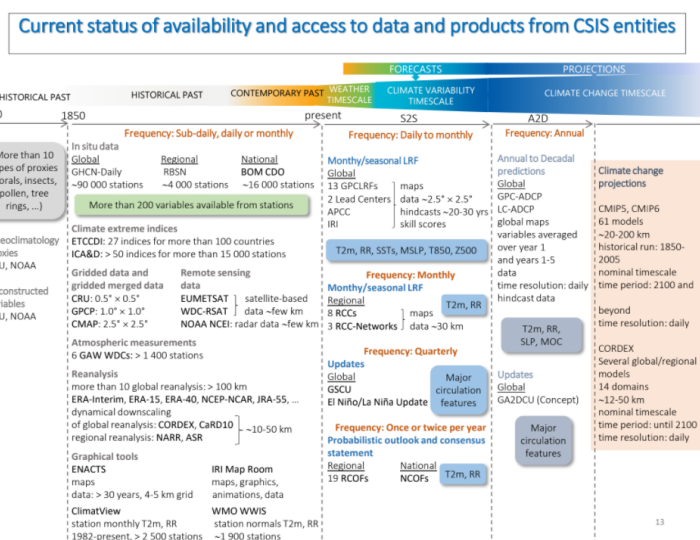 Current status of availability and access to data and products from CSIS entities
FORECASTS
PROJECTIONS
HISTORICAL PAST
HISTORICAL PAST
CONTEMPORARY PAST
WEATHER
TIMESCALE
CLIMATE VARIABILITY
TIMESCALE
CLIMATE CHANGE TIMESCALE
0
1850
present
S2S
A2D
More than 10
pes of proxies
orals, insects,
pollen, tree
rings, ...)
eoclimatology
oxies
U, NOAA
constructed
iables
U, NOAA
Frequency: Sub-daily, daily or monthly
In situ data
Global
Regional
National
GHCN-Daily
RBSN
BOM CDO
~90 000 stations
~4 000 stations
~16 000 stations
More than 200 variables available from stations
Climate extreme indices
ETCCDI: 27 indices for more than 100 countries
ICA&D: > 50 indices for more than 15 000 stations
Gridded data and
gridded merged data
CRU: 0.5° x 0.5°
GPCP: 1.0° x 1.0°
CMAP: 2.5° x 2.5°
Remote sensing
data
EUMETSAT
WDC-RSAT
satellite-based
data ~few km
NOAA NCEI: radar data ~few km
Atmospheric measurements
6 GAW WDCs: > 1 400 stations
Reanalysis
more than 10 global reanalysis: > 100 km
ERA-Interim, ERA-15, ERA-40, NCEP-NCAR, JRA-55, ...
dynamical downscaling
of global reanalysis: CORDEX, CaRD10
regional reanalysis: NARR, ASR
~10-50 km
Graphical tools
ENACTS
maps
data: > 30 years, 4-5 km grid
IRI Map Room
maps, graphics,
animations, data
ClimatView
station monthly T2m, RR
1982-present, > 2 500 stations
WMO WWIS
station normals T2m, RR
~1 900 stations
Frequency: Daily to monthly
Monthly/seasonal LRF
Global
13 GPCLRFs
2 Lead Centers
APCC
IRI
maps
data ~2.5° x 2.5°
hindcasts ~20-30 yrs
skill scores
T2m, RR, SSTs, MSLP, T850, Z500
Frequency: Monthly
Monthly/seasonal LRF
Regional
8 RCCs
3 RCC-Networks
maps
data ~30 km
T2m, RR
Frequency: Quarterly
Updates
Global
GSCU
El Niño/La Niña Update
Major
circulation
features
Frequency: Once or twice per year
Probabilistic outlook and consensus
statement
Regional
19 RCOFs
National
NCOFs
T2m, RR
Frequency: Annual
Annual to Decadal
predictions
Global
GPC-ADCP
LC-ADCP
global maps
variables averaged
over year 1
and years 1-5
data
time resolution: daily
hindcast data
T2m, RR,
SLP, MOC
Updates
Global
GA2DCU (Concept)
Major
circulation
features
Climate change
projections
CMIP5, CMIP6
61 models
~20-200 km
historical run: 1850-
2005
nominal timescale
time period: 2100 and
beyond
time resolution: daily
CORDEX
Several global/regional
models
14 domains
~12-50 km
nominal timescale
time period: until 2100
time resolution: daily
13